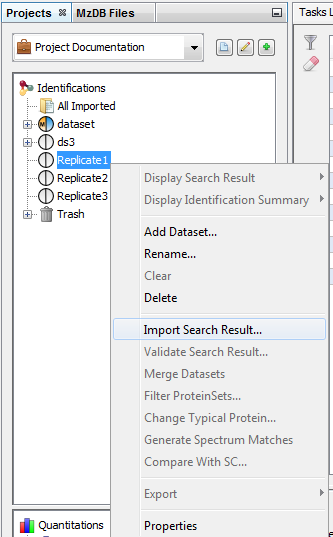 Projects MzDB Files Tasks L
Project Documentation
Identifications
All Imported
dataset
ds3
Replicate1
Replicate2
Replicate3
Trash
Display Search Result
Display Identification Summary
Add Dataset...
Rename...
Clear
Delete
Import Search Result...
Validate Search Result...
Merge Datasets
Filter ProteinSets...
Change Typical Protein...
Generate Spectrum Matches
Compare With SC...
Export
Properties
Quantitations